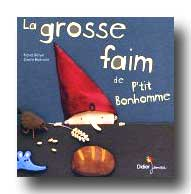 La grosse
faim
de P'tit
Bonhomme
Didier Jeunesse